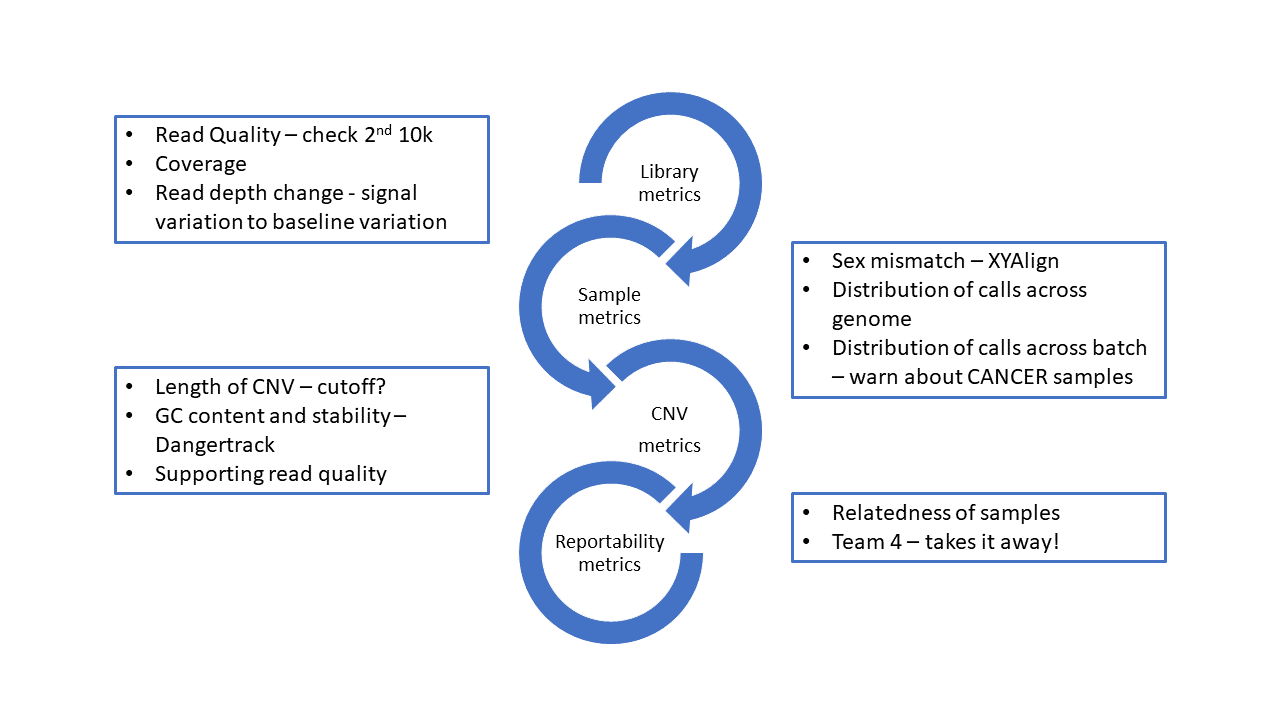 • Read Quality – check 2nd 10k
• Coverage
• Read depth change - signal
variation to baseline variation
Library
metrics
Sample
metrics
• Sex mismatch – XYAlign
• Distribution of calls across
genome
• Distribution of calls across batch
– warn about CANCER samples
• Length of CNV – cutoff?
• GC content and stability –
Dangertrack
• Supporting read quality
CNV
metrics
Reportability
metrics
• Relatedness of samples
• Team 4 – takes it away!